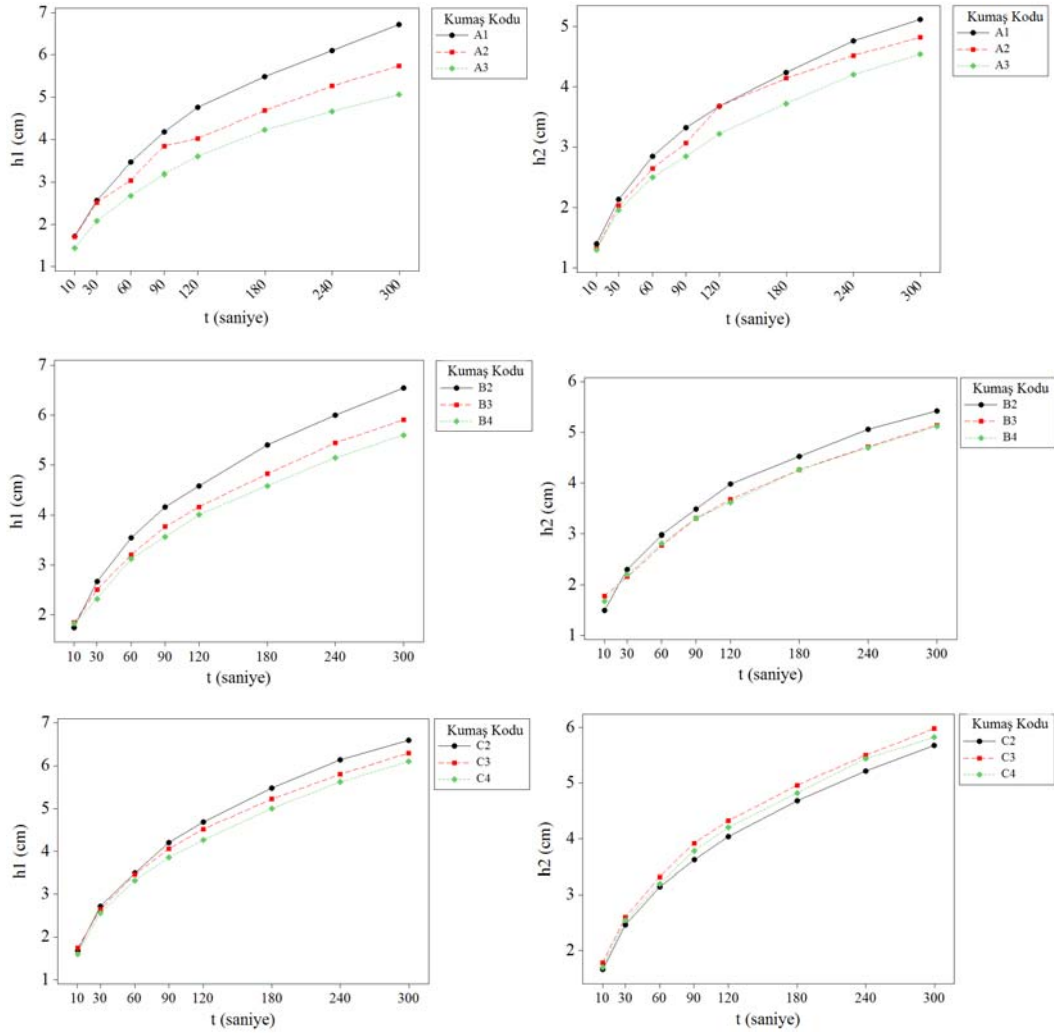 7
6
5
4
3
2
1
h1 (cm)
10 30 60 90 120 180 240 300
t (saniye)
Kumaş Kodu
A1
A2
A3
5
4
3
2
1
h2 (cm)
10 30 60 90 120 180 240 300
t (saniye)
Kumaş Kodu
A1
A2
A3
7
6
5
4
3
2
h1 (cm)
10 30 60 90 120 180 240 300
t (saniye)
Kumaş Kodu
B2
B3
B4
6
5
4
3
2
1
h2 (cm)
10 30 60 90 120 180 240 300
t (saniye)
Kumaş Kodu
B2
B3
B4
7
6
5
4
3
2
1
h1 (cm)
10 30 60 90 120 180 240 300
t (saniye)
Kumaş Kodu
C2
C3
C4
6
5
4
3
2
h2 (cm)
10 30 60 90 120 180 240 300
t (saniye)
Kumaş Kodu
C2
C3
C4